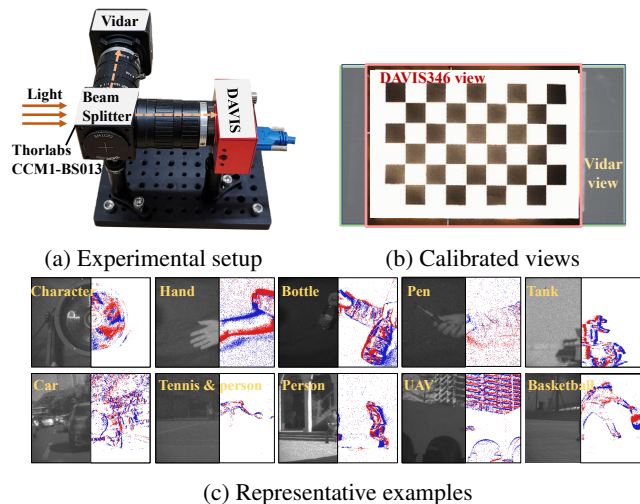 Vidar
Light
Beam
Splitter
DAVIS
Thorlabs
CCM1-BS013
(a) Experimental setup
DAVIS346 view
Vidar
view
(b) Calibrated views
Character
Hand
Bottle
Pen
Tank
Car
Tennis & person
Person
UAV
Basketball
P
(c) Representative examples